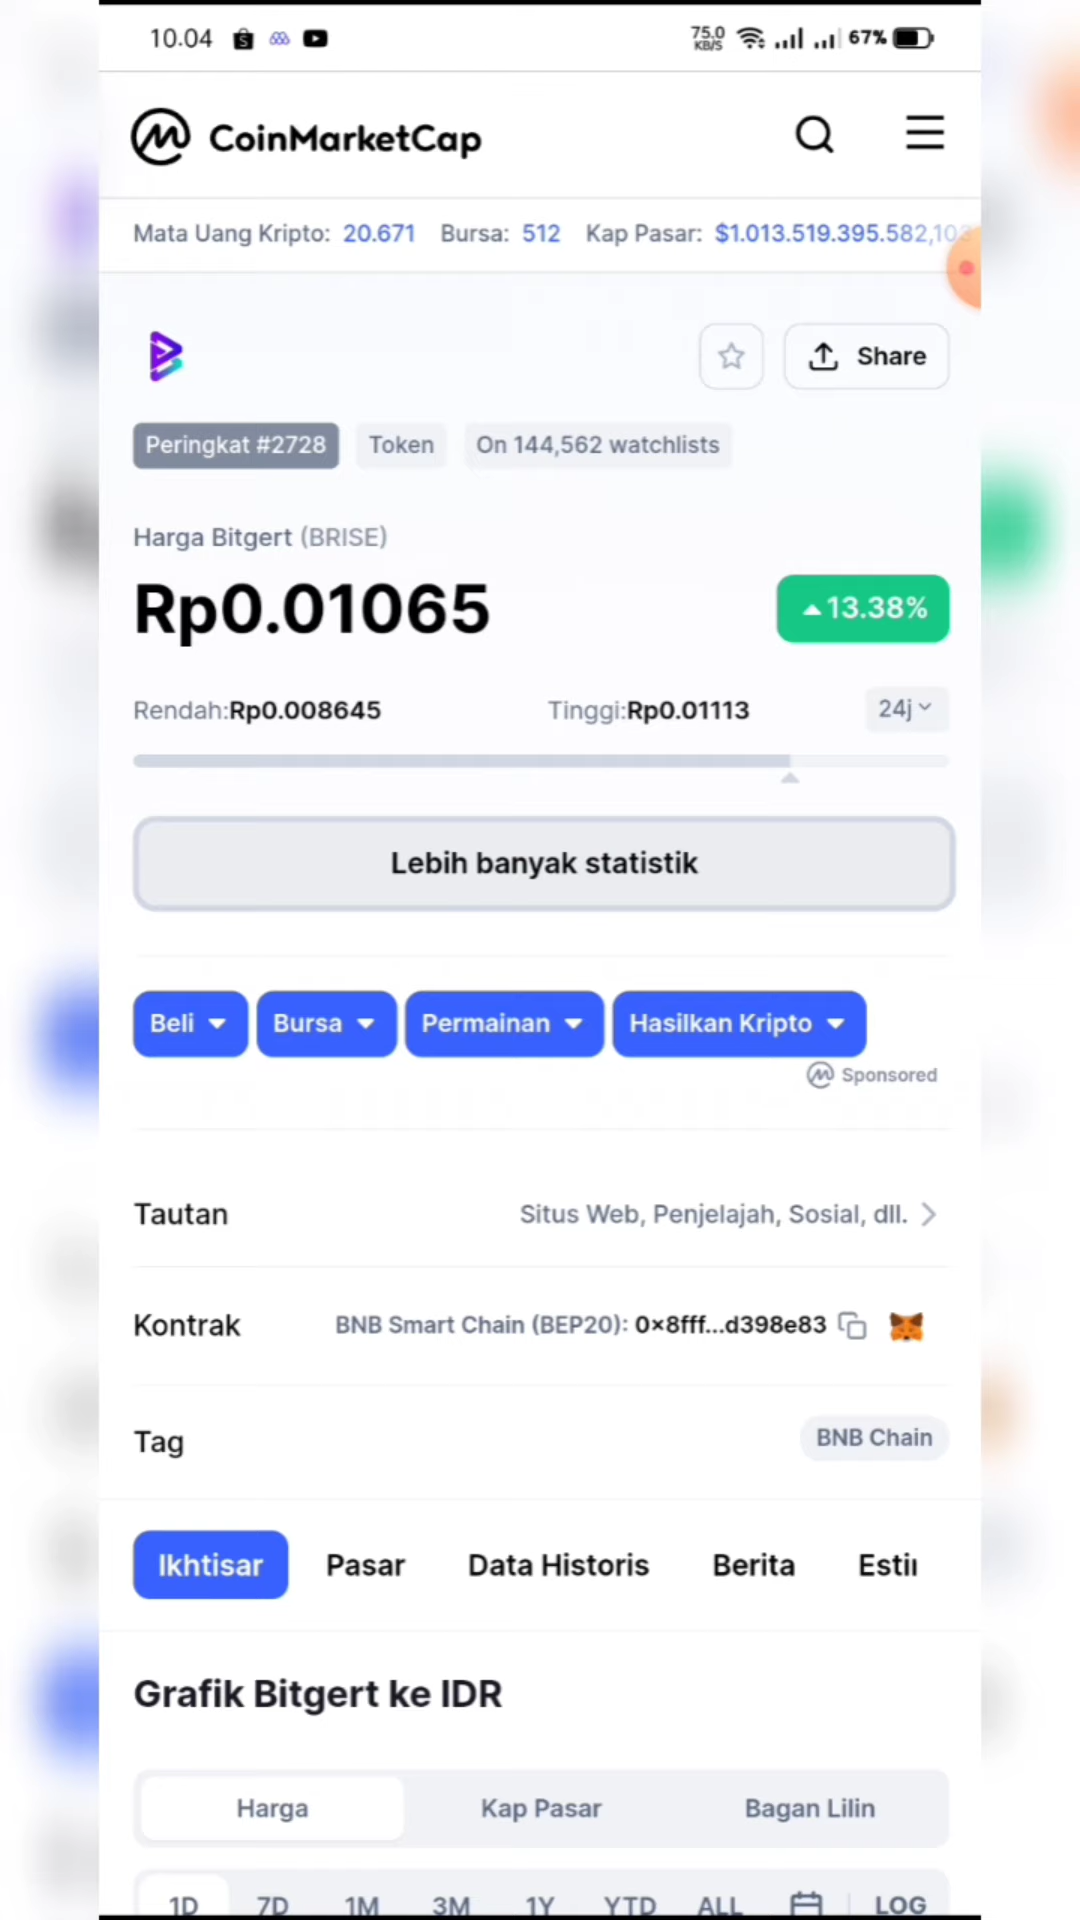 10.04 75.0 KB/S 67%
CoinMarketCap
Mata Uang Kripto: 20.671 Bursa: 512 Kap Pasar: $1.013.519.395.582,10
Share
Peringkat #2728 Token On 144,562 watchlists
Harga Bitgert (BRISE)
Rp0.01065 13.38%
Rendah:Rp0.008645 Tinggi:Rp0.01113 24j
Lebih banyak statistik
Beli Bursa Permainan Hasilkan Kripto
Sponsored
Tautan Situs Web, Penjelajah, Sosial, dll.
Kontrak BNB Smart Chain (BEP20): 0x8fff...d398e83
Tag BNB Chain
Ikhtisar Pasar Data Historis Berita
Grafik Bitgert ke IDR
Harga Kap Pasar Bagan Lilin
1D 7D 1M 3M 1Y YTD ALL LOG